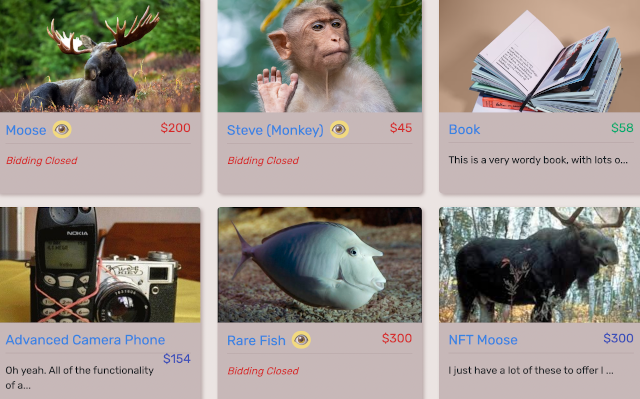 Moose
$200
Bidding Closed
Steve (Monkey)
$45
Bidding Closed
Book
$58
This is a very wordy book, with lots o...
NOKIA
Advanced Camera Phone
$154
Oh yeah. All of the functionality
of a...
Rare Fish
$300
Bidding Closed
NFT Moose
$300
I just have a lot of these to offer I ...